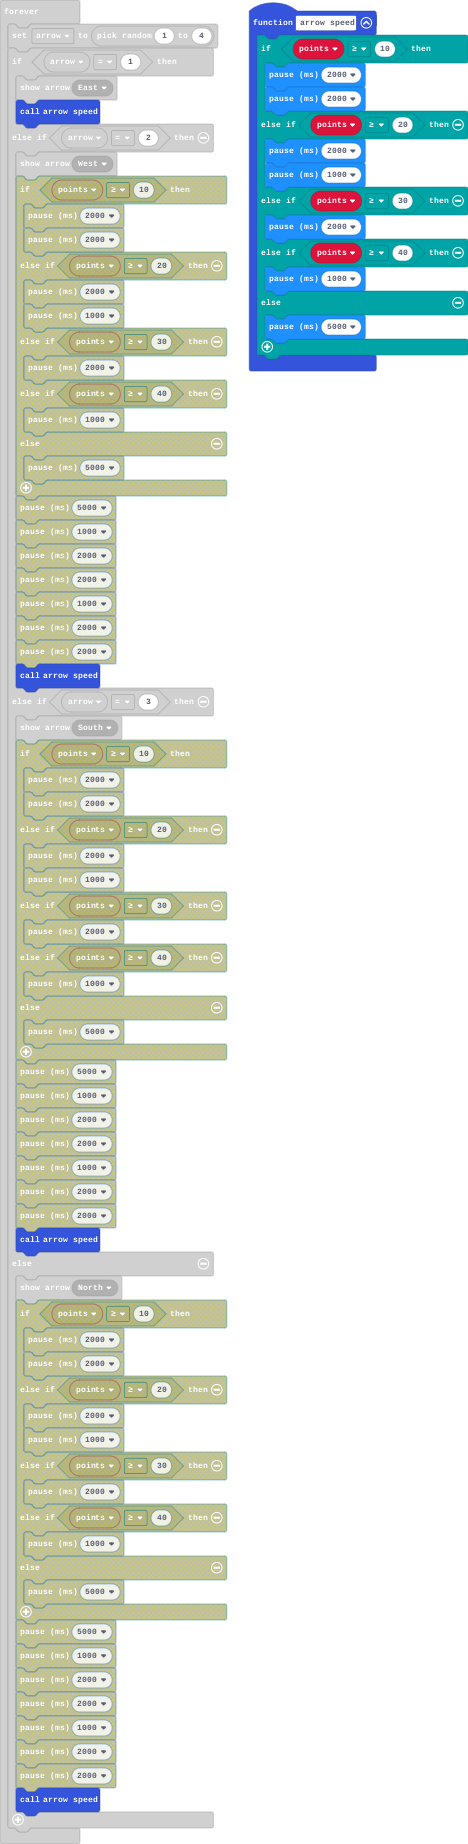 forever
set arrow to pick random 1 to 4
if arrow = 1 then
show arrow East
call arrow speed
else if arrow = 2 then
show arrow West
if points ≥ 10 then
pause (ms) 2000
pause (ms) 2000
else if points ≥ 20 then
pause (ms) 2000
pause (ms) 1000
else if points ≥ 30 then
pause (ms) 2000
else if points ≥ 40 then
pause (ms) 1000
else
pause (ms) 5000
pause (ms) 5000
pause (ms) 1000
pause (ms) 2000
pause (ms) 2000
pause (ms) 1000
pause (ms) 2000
pause (ms) 2000
call arrow speed
else if arrow = 3 then
show arrow South
if points ≥ 10 then
pause (ms) 2000
pause (ms) 2000
else if points ≥ 20 then
pause (ms) 2000
pause (ms) 1000
else if points ≥ 30 then
pause (ms) 2000
else if points ≥ 40 then
pause (ms) 1000
else
pause (ms) 5000
pause (ms) 5000
pause (ms) 1000
pause (ms) 2000
pause (ms) 2000
pause (ms) 1000
pause (ms) 2000
pause (ms) 2000
call arrow speed
else
show arrow North
if points ≥ 10 then
pause (ms) 2000
pause (ms) 2000
else if points ≥ 20 then
pause (ms) 2000
pause (ms) 1000
else if points ≥ 30 then
pause (ms) 2000
else if points ≥ 40 then
pause (ms) 1000
else
pause (ms) 5000
pause (ms) 5000
pause (ms) 1000
pause (ms) 2000
pause (ms) 2000
pause (ms) 1000
pause (ms) 2000
pause (ms) 2000
call arrow speed
function arrow speed
if points ≥ 10 then
pause (ms) 2000
pause (ms) 2000
else if points ≥ 20 then
pause (ms) 2000
pause (ms) 1000
else if points ≥ 30 then
pause (ms) 2000
else if points ≥ 40 then
pause (ms) 1000
else
pause (ms) 5000